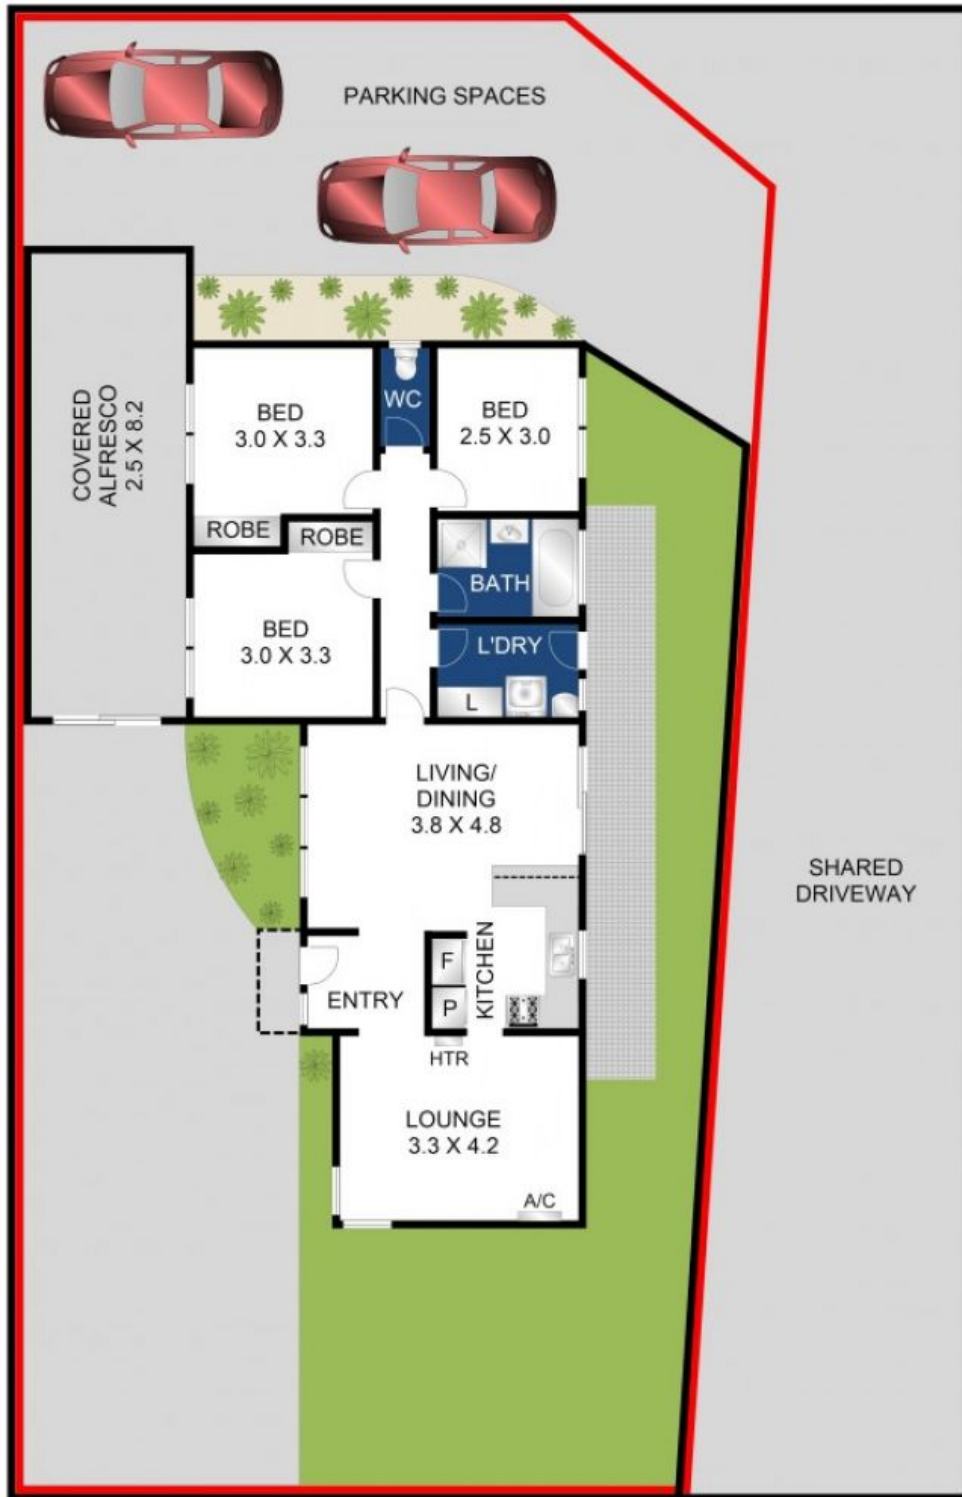 PARKING SPACES
COVERED
ALFRESCO
2.5 X 8.2
BED
3.0 X 3.3
WC
BED
2.5 X 3.0
ROBE
ROBE
BATH
BED
3.0 X 3.3
L'DRY
L
LIVING/
DINING
3.8 X 4.8
SHARED
DRIVEWAY
KITCHEN
F
P
ENTRY
HTR
LOUNGE
3.3 X 4.2
A/C